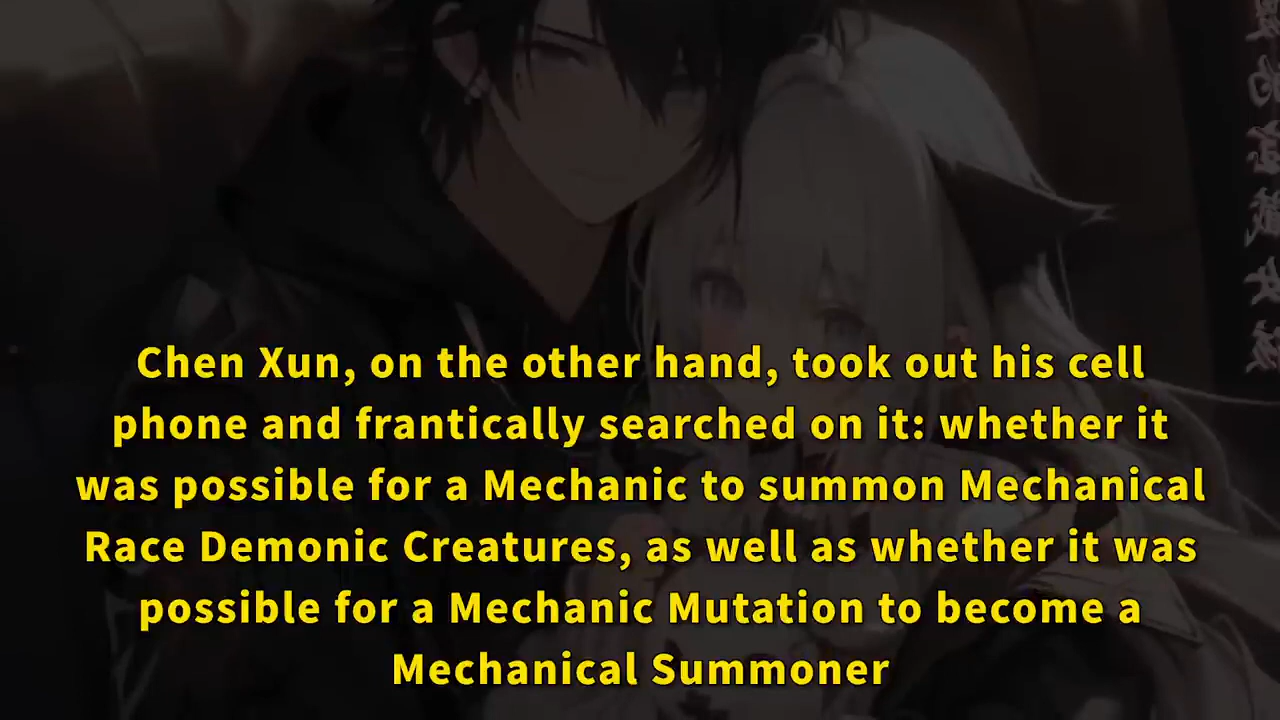 Chen Xun, on the other hand, took out his cell
phone and frantically searched on it: whether it
was possible for a Mechanic to summon Mechanical
Race Demonic Creatures, as well as whether it was
possible for a Mechanic Mutation to become a
Mechanical Summoner